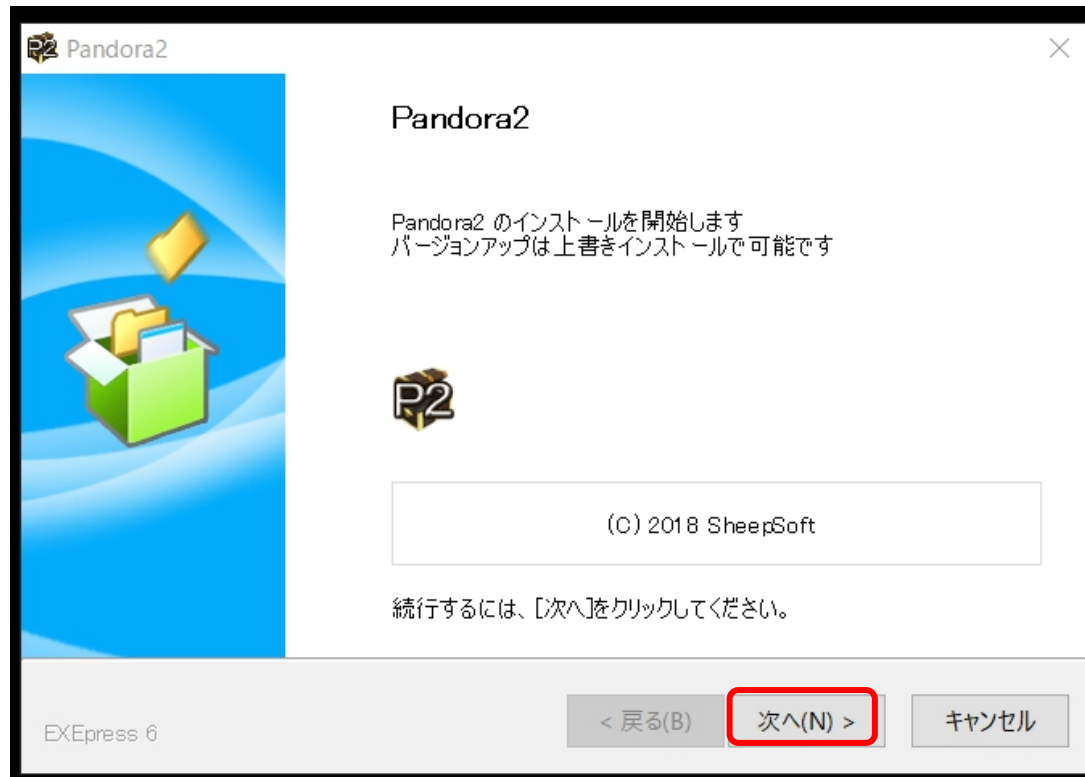 P2 Pandora2
Pandora2
Pandora2 のインストールを開始します
バージョンアップは上書きインストールで可能です
P2
(C) 2018 SheepSoft
続行するには、[次へ]をクリックしてください。
EXEpress 6
< 戻る(B) 次へ(N) > キャンセル